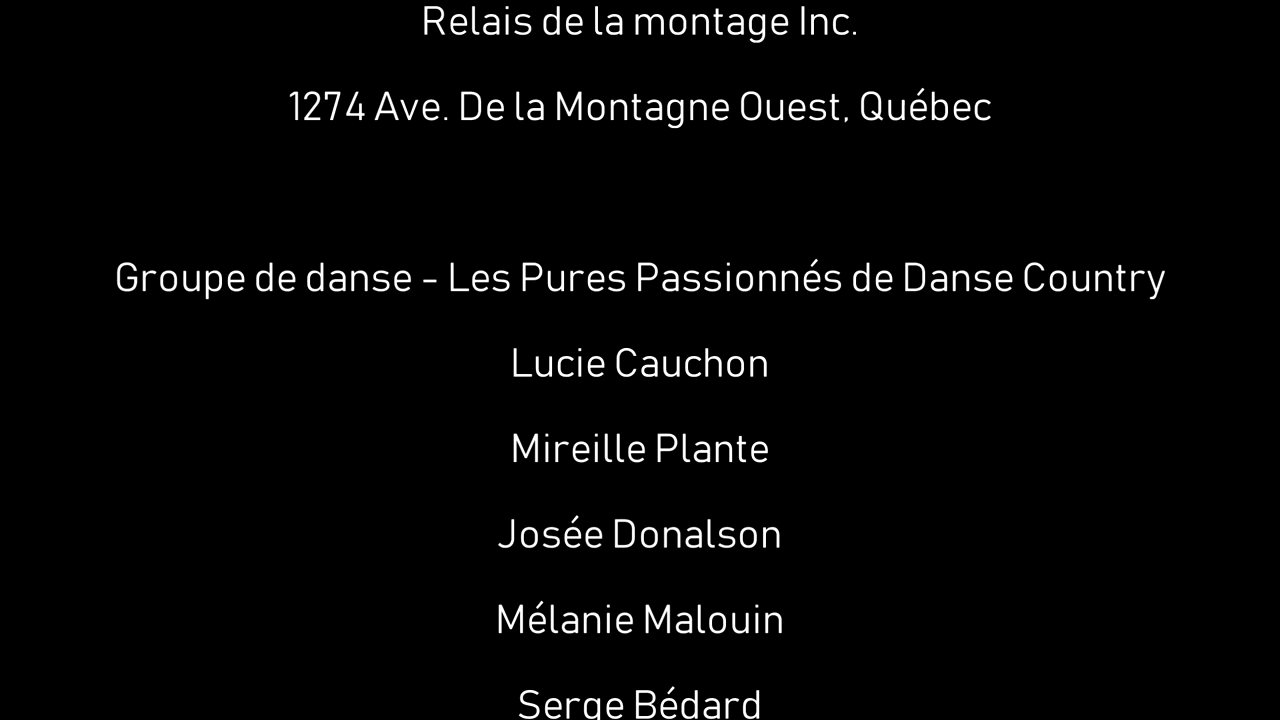 Relais de la montage Inc.
1274 Ave. De la Montagne Ouest, Québec
Groupe de danse - Les Pures Passionnés de Danse Country
Lucie Cauchon
Mireille Plante
Josée Donalson
Mélanie Malouin
Serge Bédard